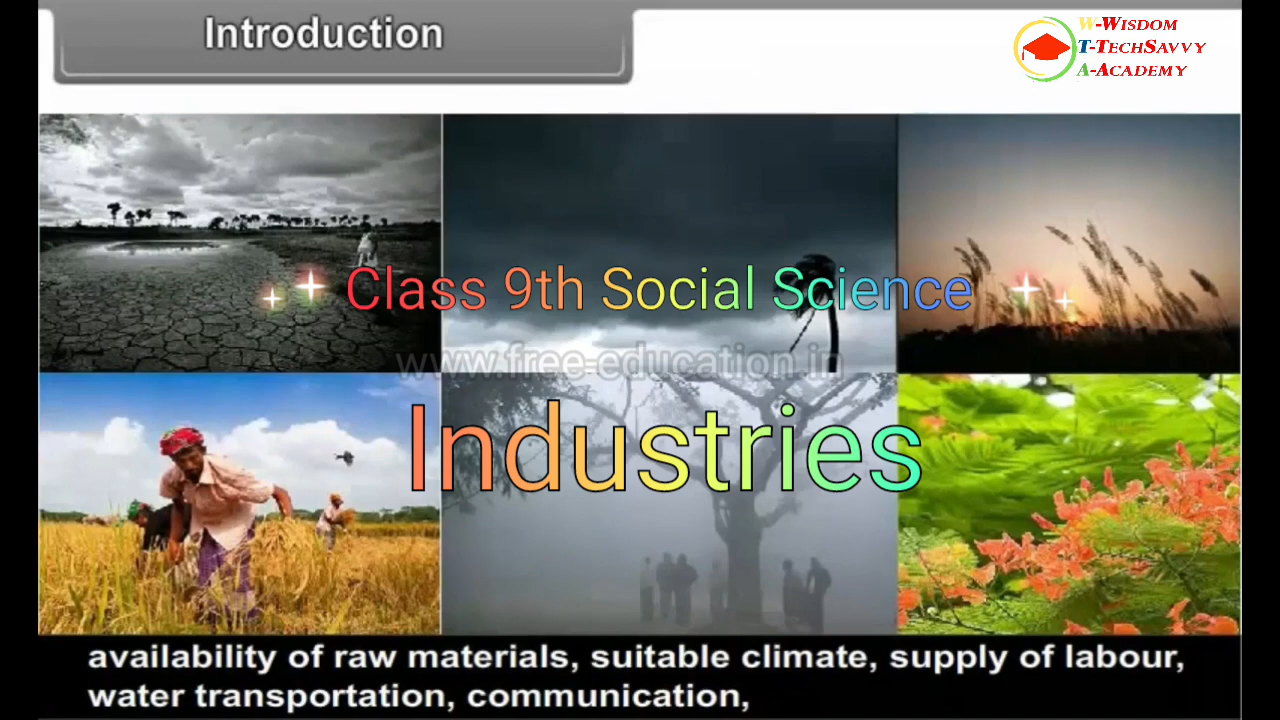 Introduction
W-WISDOM
T-TECHSAVVY
A-ACADEMY
Class 9th Social Science
www.free-education.in
Industries
availability of raw materials, suitable climate, supply of labour,
water transportation, communication,